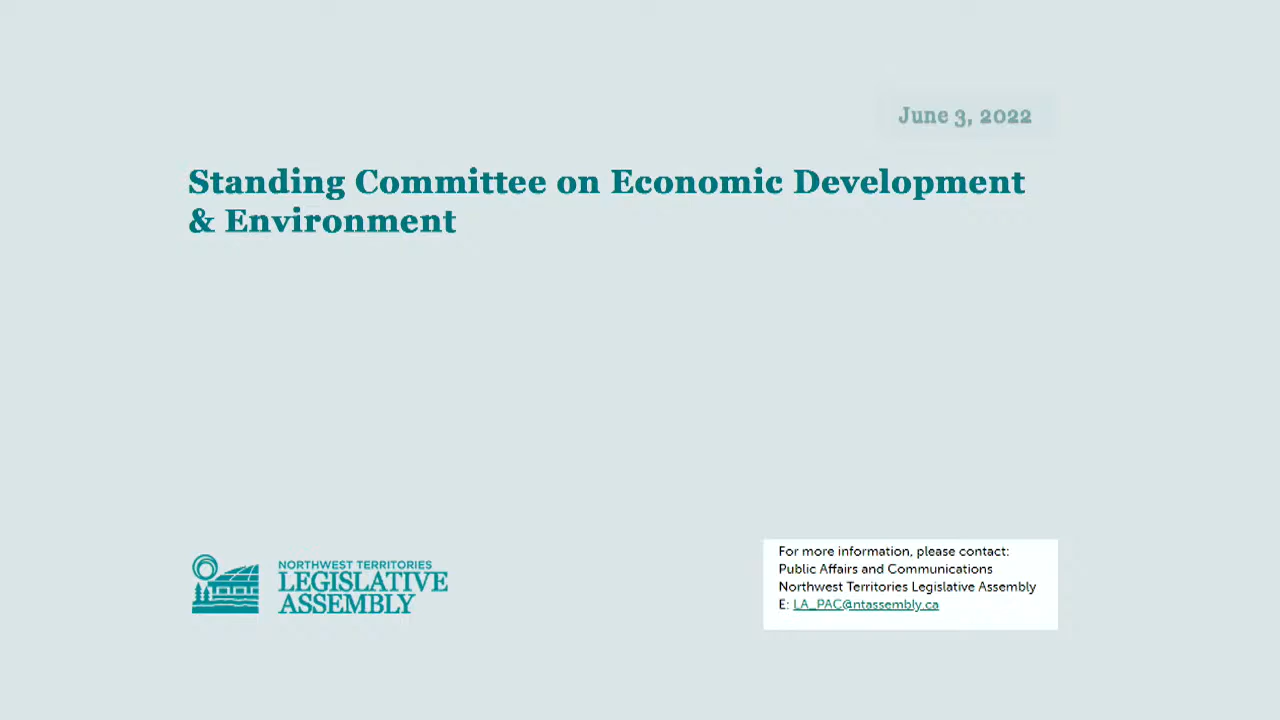 June 3, 2022
Standing Committee on Economic Development
& Environment
NORTHWEST TERRITORIES
LEGISLATIVE
ASSEMBLY
For more information, please contact:
Public Affairs and Communications
Northwest Territories Legislative Assembly
E: LA_PAC@ntassembly.ca